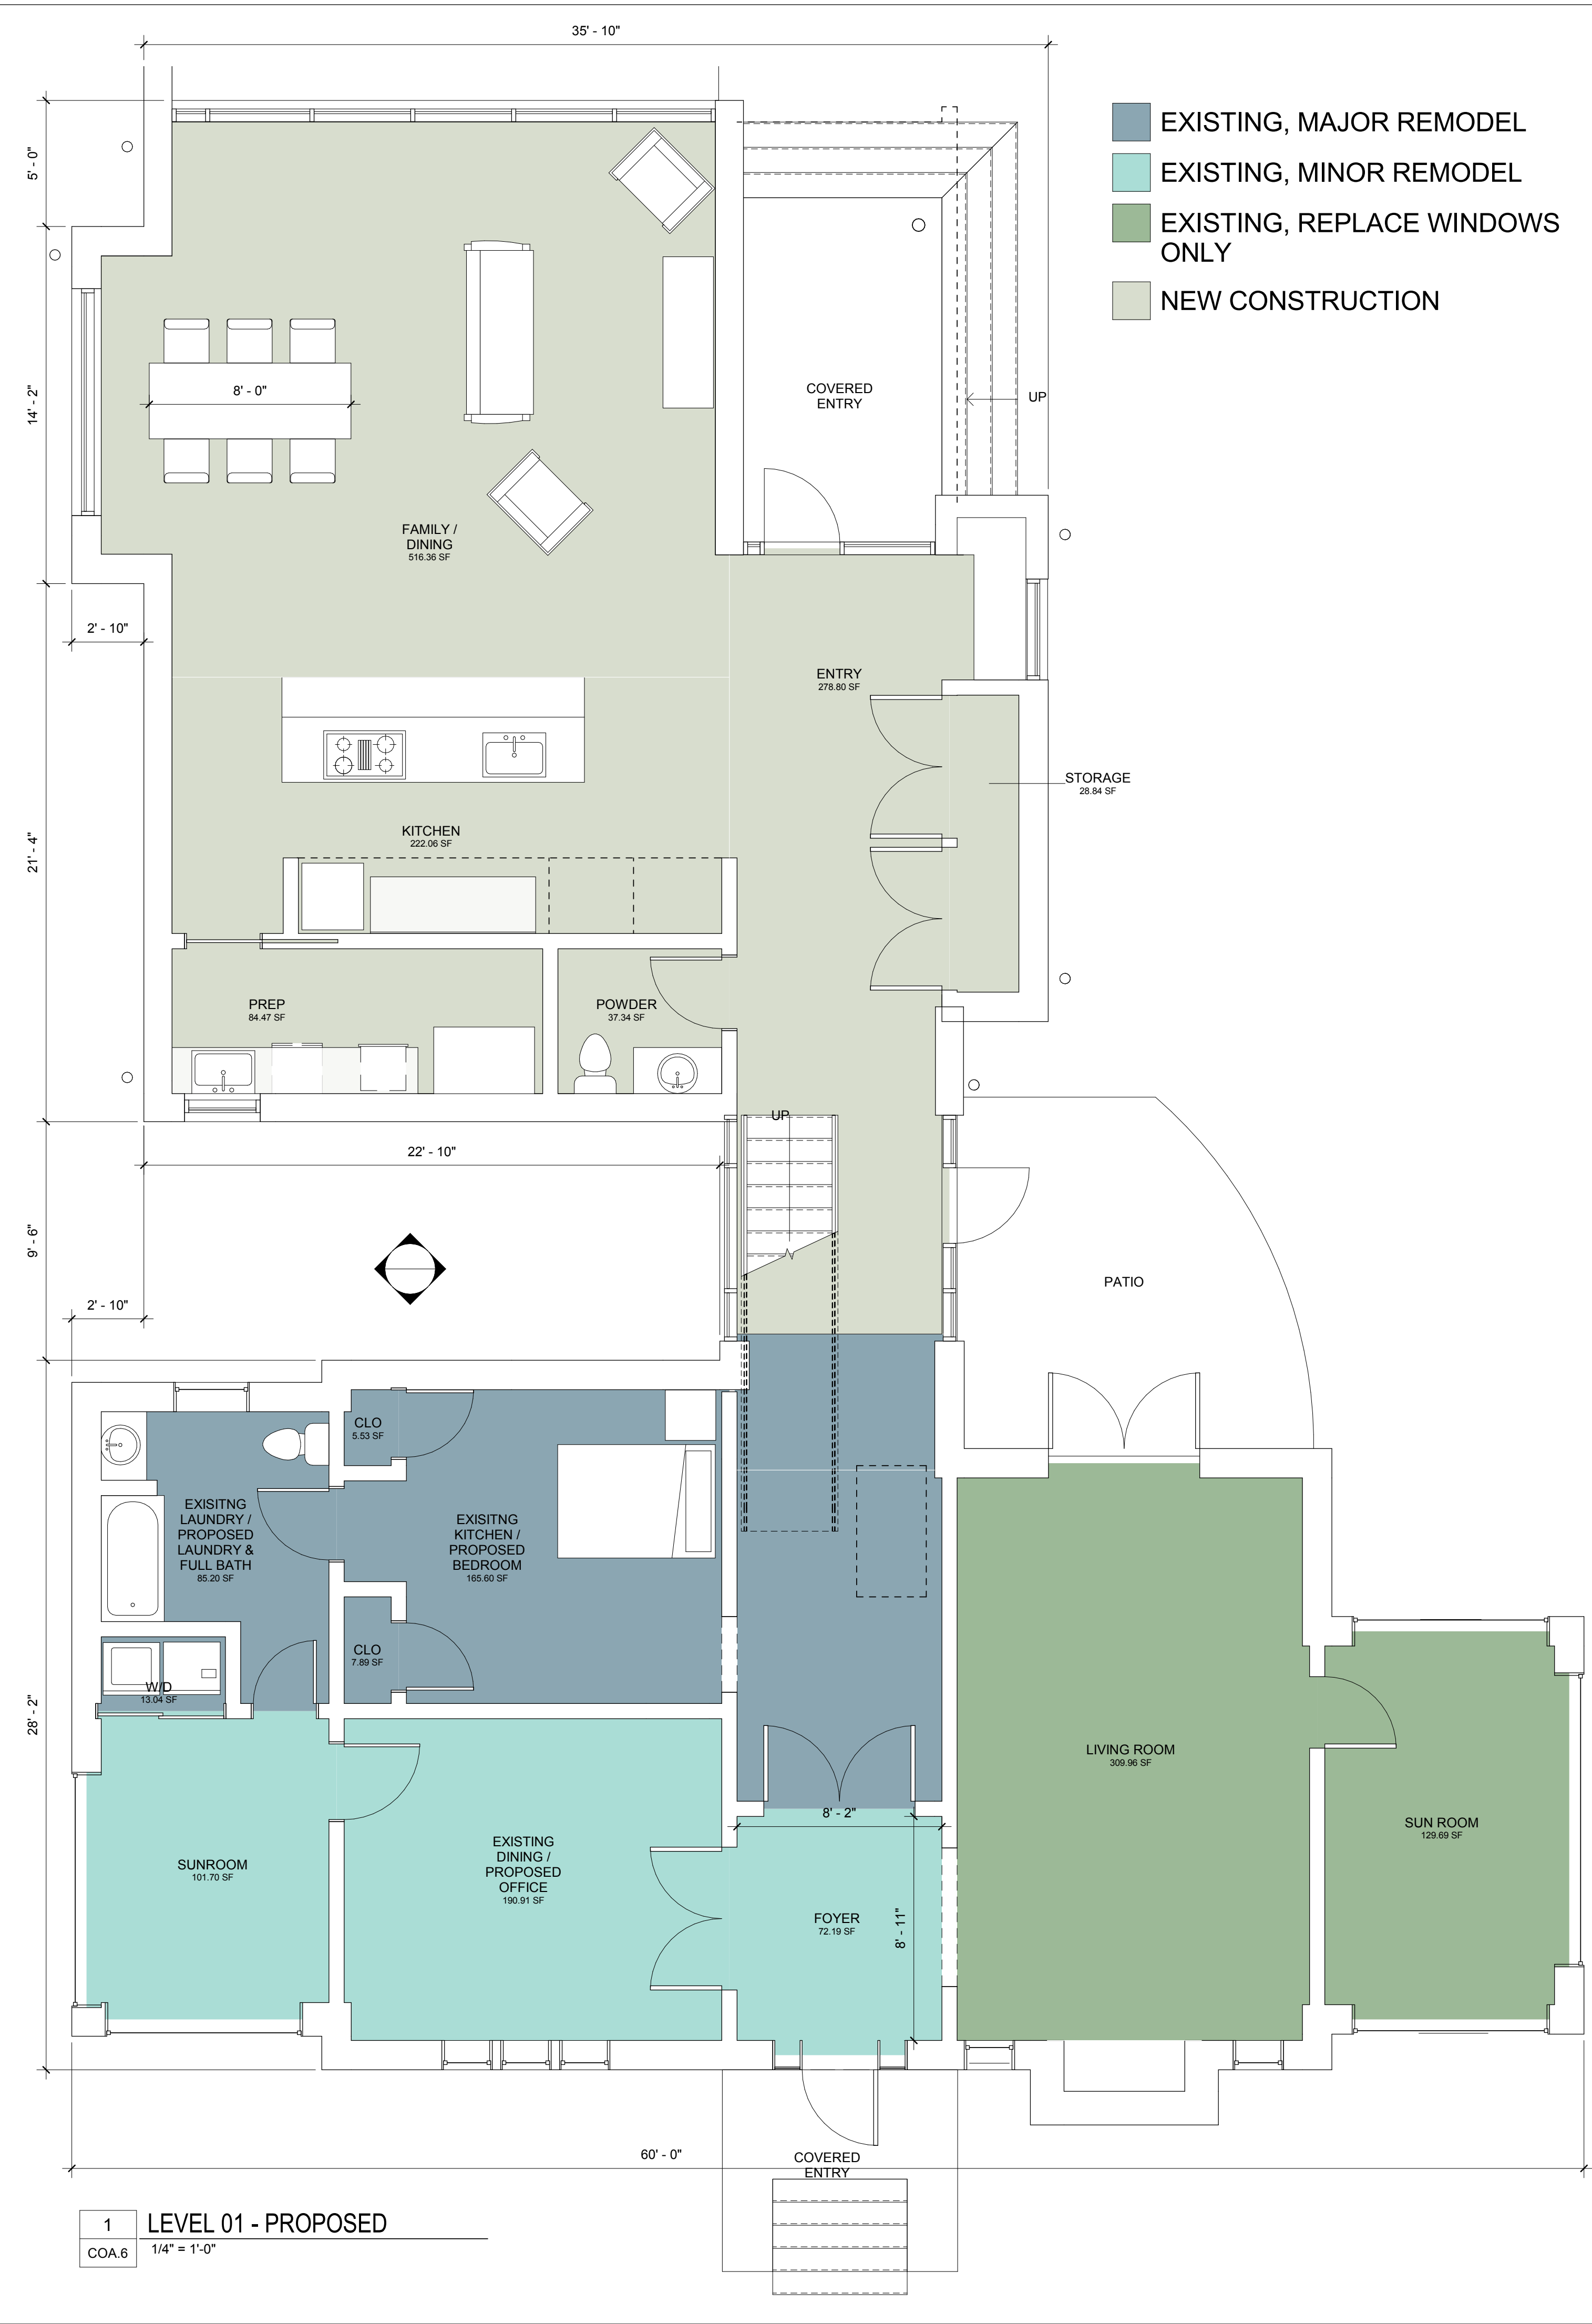 35' - 10"
EXISTING, MAJOR REMODEL
EXISTING, MINOR REMODEL
EXISTING, REPLACE WINDOWS
ONLY
NEW CONSTRUCTION
5' - 0"
14' - 2"
8' - 0"
COVERED
ENTRY
UP
FAMILY /
DINING
516.36 SF
2' - 10"
ENTRY
278.80 SF
STORAGE
28.84 SF
KITCHEN
222.06 SF
21' - 4"
PREP
84.47 SF
POWDER
37.34 SF
UP
22' - 10"
9' - 6"
PATIO
2' - 10"
CLO
5.53 SF
EXISITNG
LAUNDRY /
PROPOSED
LAUNDRY &
FULL BATH
85.20 SF
EXISITNG
KITCHEN /
PROPOSED
BEDROOM
165.60 SF
CLO
7.89 SF
W/D
13.04 SF
28' - 2"
LIVING ROOM
309.96 SF
8' - 2"
SUN ROOM
129.69 SF
SUNROOM
101.70 SF
EXISTING
DINING /
PROPOSED
OFFICE
190.91 SF
FOYER
72.19 SF
8' - 11"
60' - 0"
COVERED
ENTRY
1
LEVEL 01 - PROPOSED
COA.6
1/4" = 1'-0"